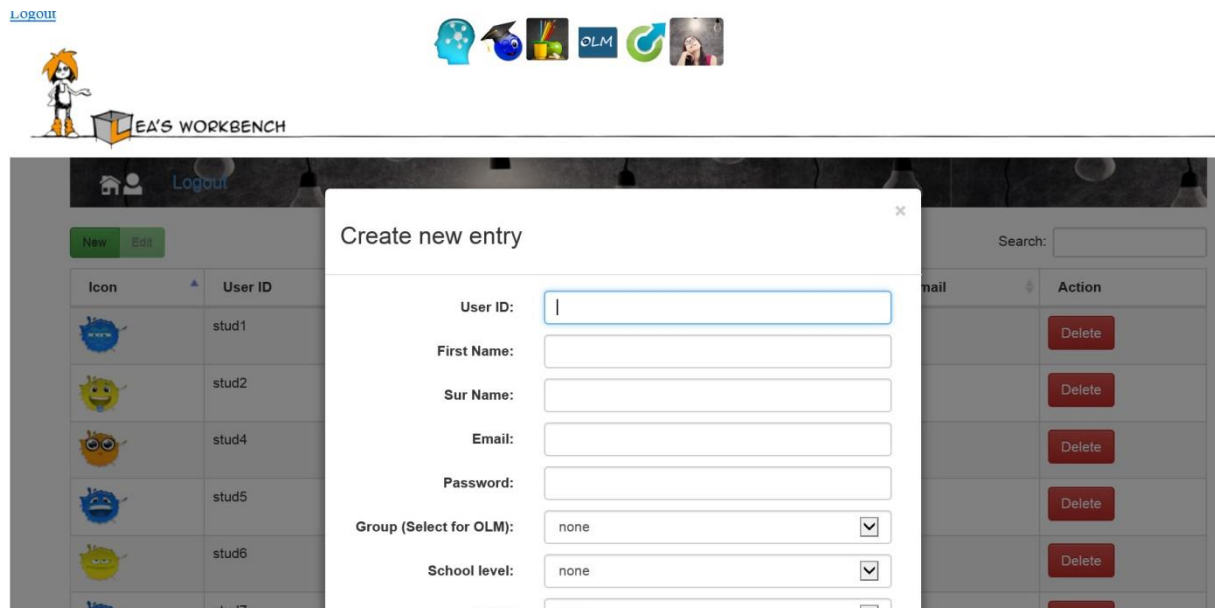 Logout
OLM
LEA'S WORKBENCH
Logout
Create new entry
×
New Edit
Search:
Icon User ID mail Action
User ID:
stud1 Delete
First Name:
stud2 Delete
Sur Name:
Email:
stud4 Delete
Password:
stud5 Delete
Group (Select for OLM): none
stud6 Delete
School level: none